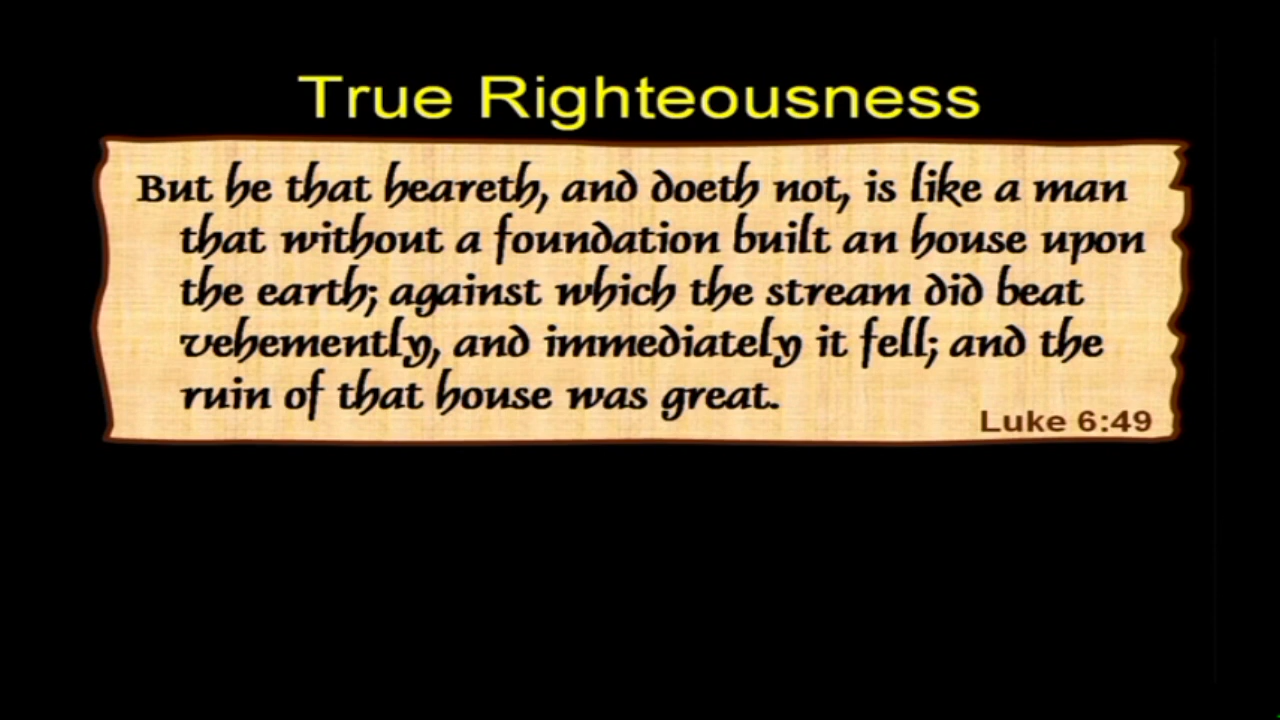 True Righteousness
But he that heareth, and doeth not, is like a man
that without a foundation built an house upon
the earth; against which the stream did beat
vehemently, and immediately it fell; and the
ruin of that house was great.
Luke 6:49